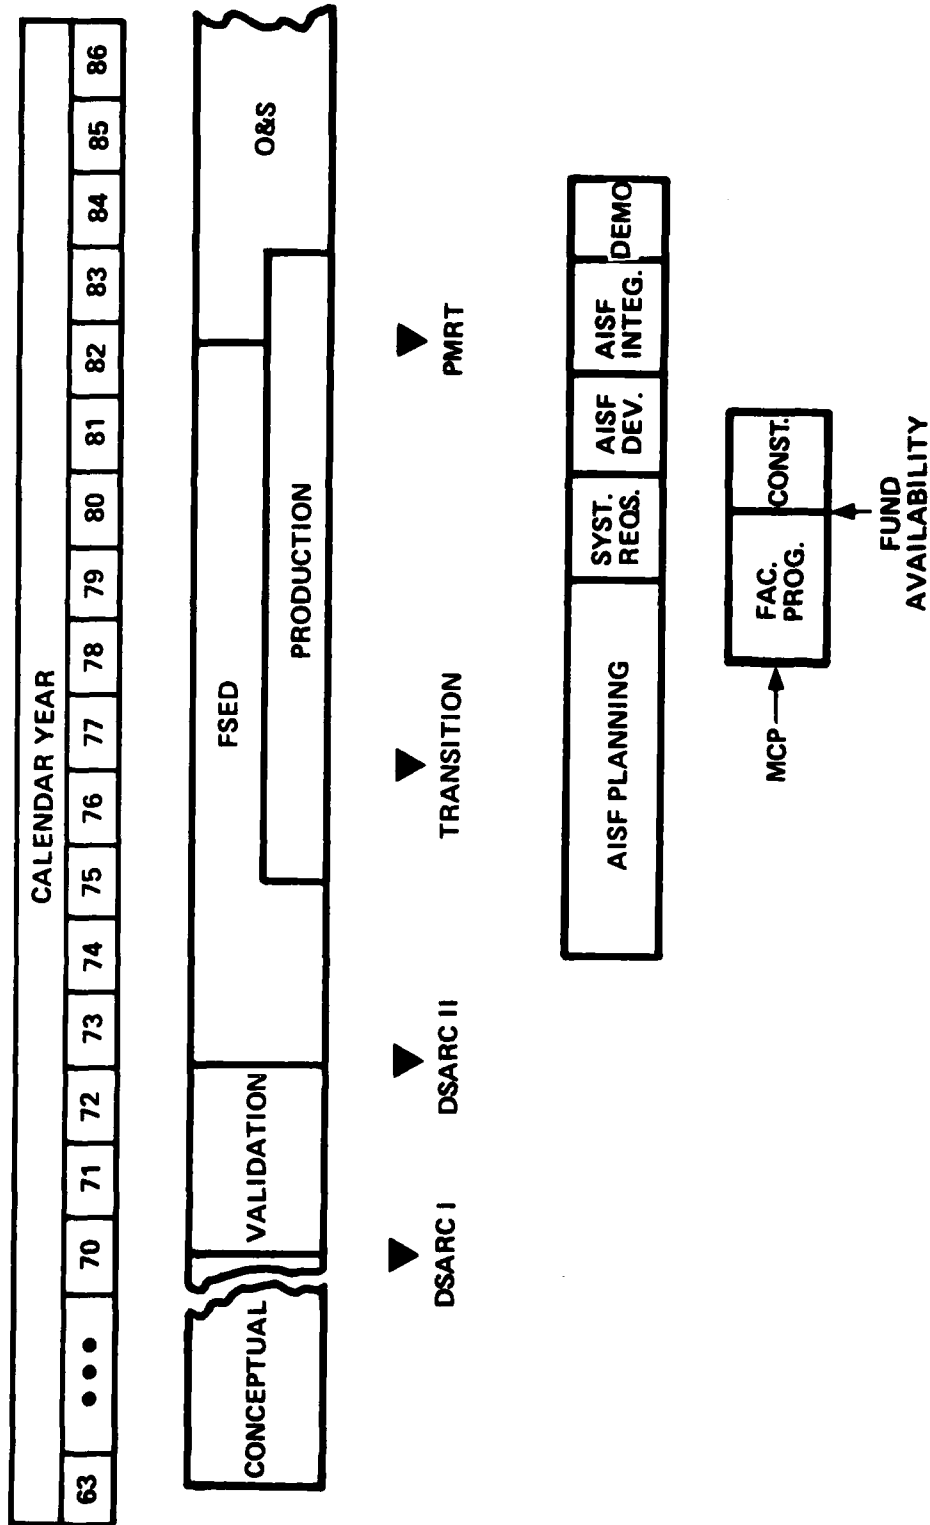 CALENDAR YEAR
63 ••• 70 71 72 73 74 75 76 77 78 79 80 81 82 83 84 85 86
CONCEPTUAL
VALIDATION
FSED
PRODUCTION
O&S
DSARC I
DSARC II
TRANSITION
PMRT
AISF PLANNING
SYST.
REQS.
AISF
DEV.
AISF
INTEG.
DEMO
MCP
FAC.
PROG.
CONST.
FUND
AVAILABILITY